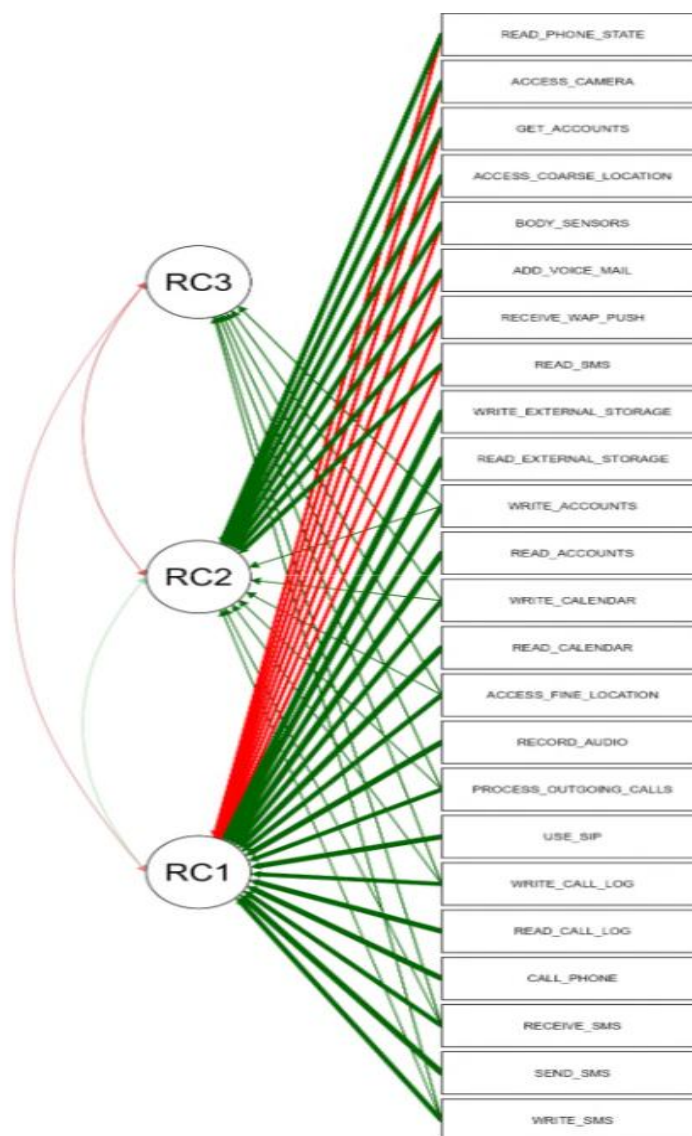 READ_PHONE_STATE
ACCESS_CAMERA
GET_ACCOUNTS
ACCESS_COARSE_LOCATION
BODY_SENSORS
RC3
ADD_VOICE_MAIL
RECEIVE_WAP_PUSH
READ_SMS
WRITE_EXTERNAL_STORAGE
READ_EXTERNAL_STORAGE
WRITE_ACCOUNTS
READ_ACCOUNTS
RC2
WRITE_CALENDAR
READ_CALENDAR
ACCESS_FINE_LOCATION
RECORD_AUDIO
PROCESS_OUTGOING_CALLS
USE_SIP
RC1
WRITE_CALL_LOG
READ_CALL_LOG
CALL_PHONE
RECEIVE_SMS
SEND_SMS
WRITE_SMS